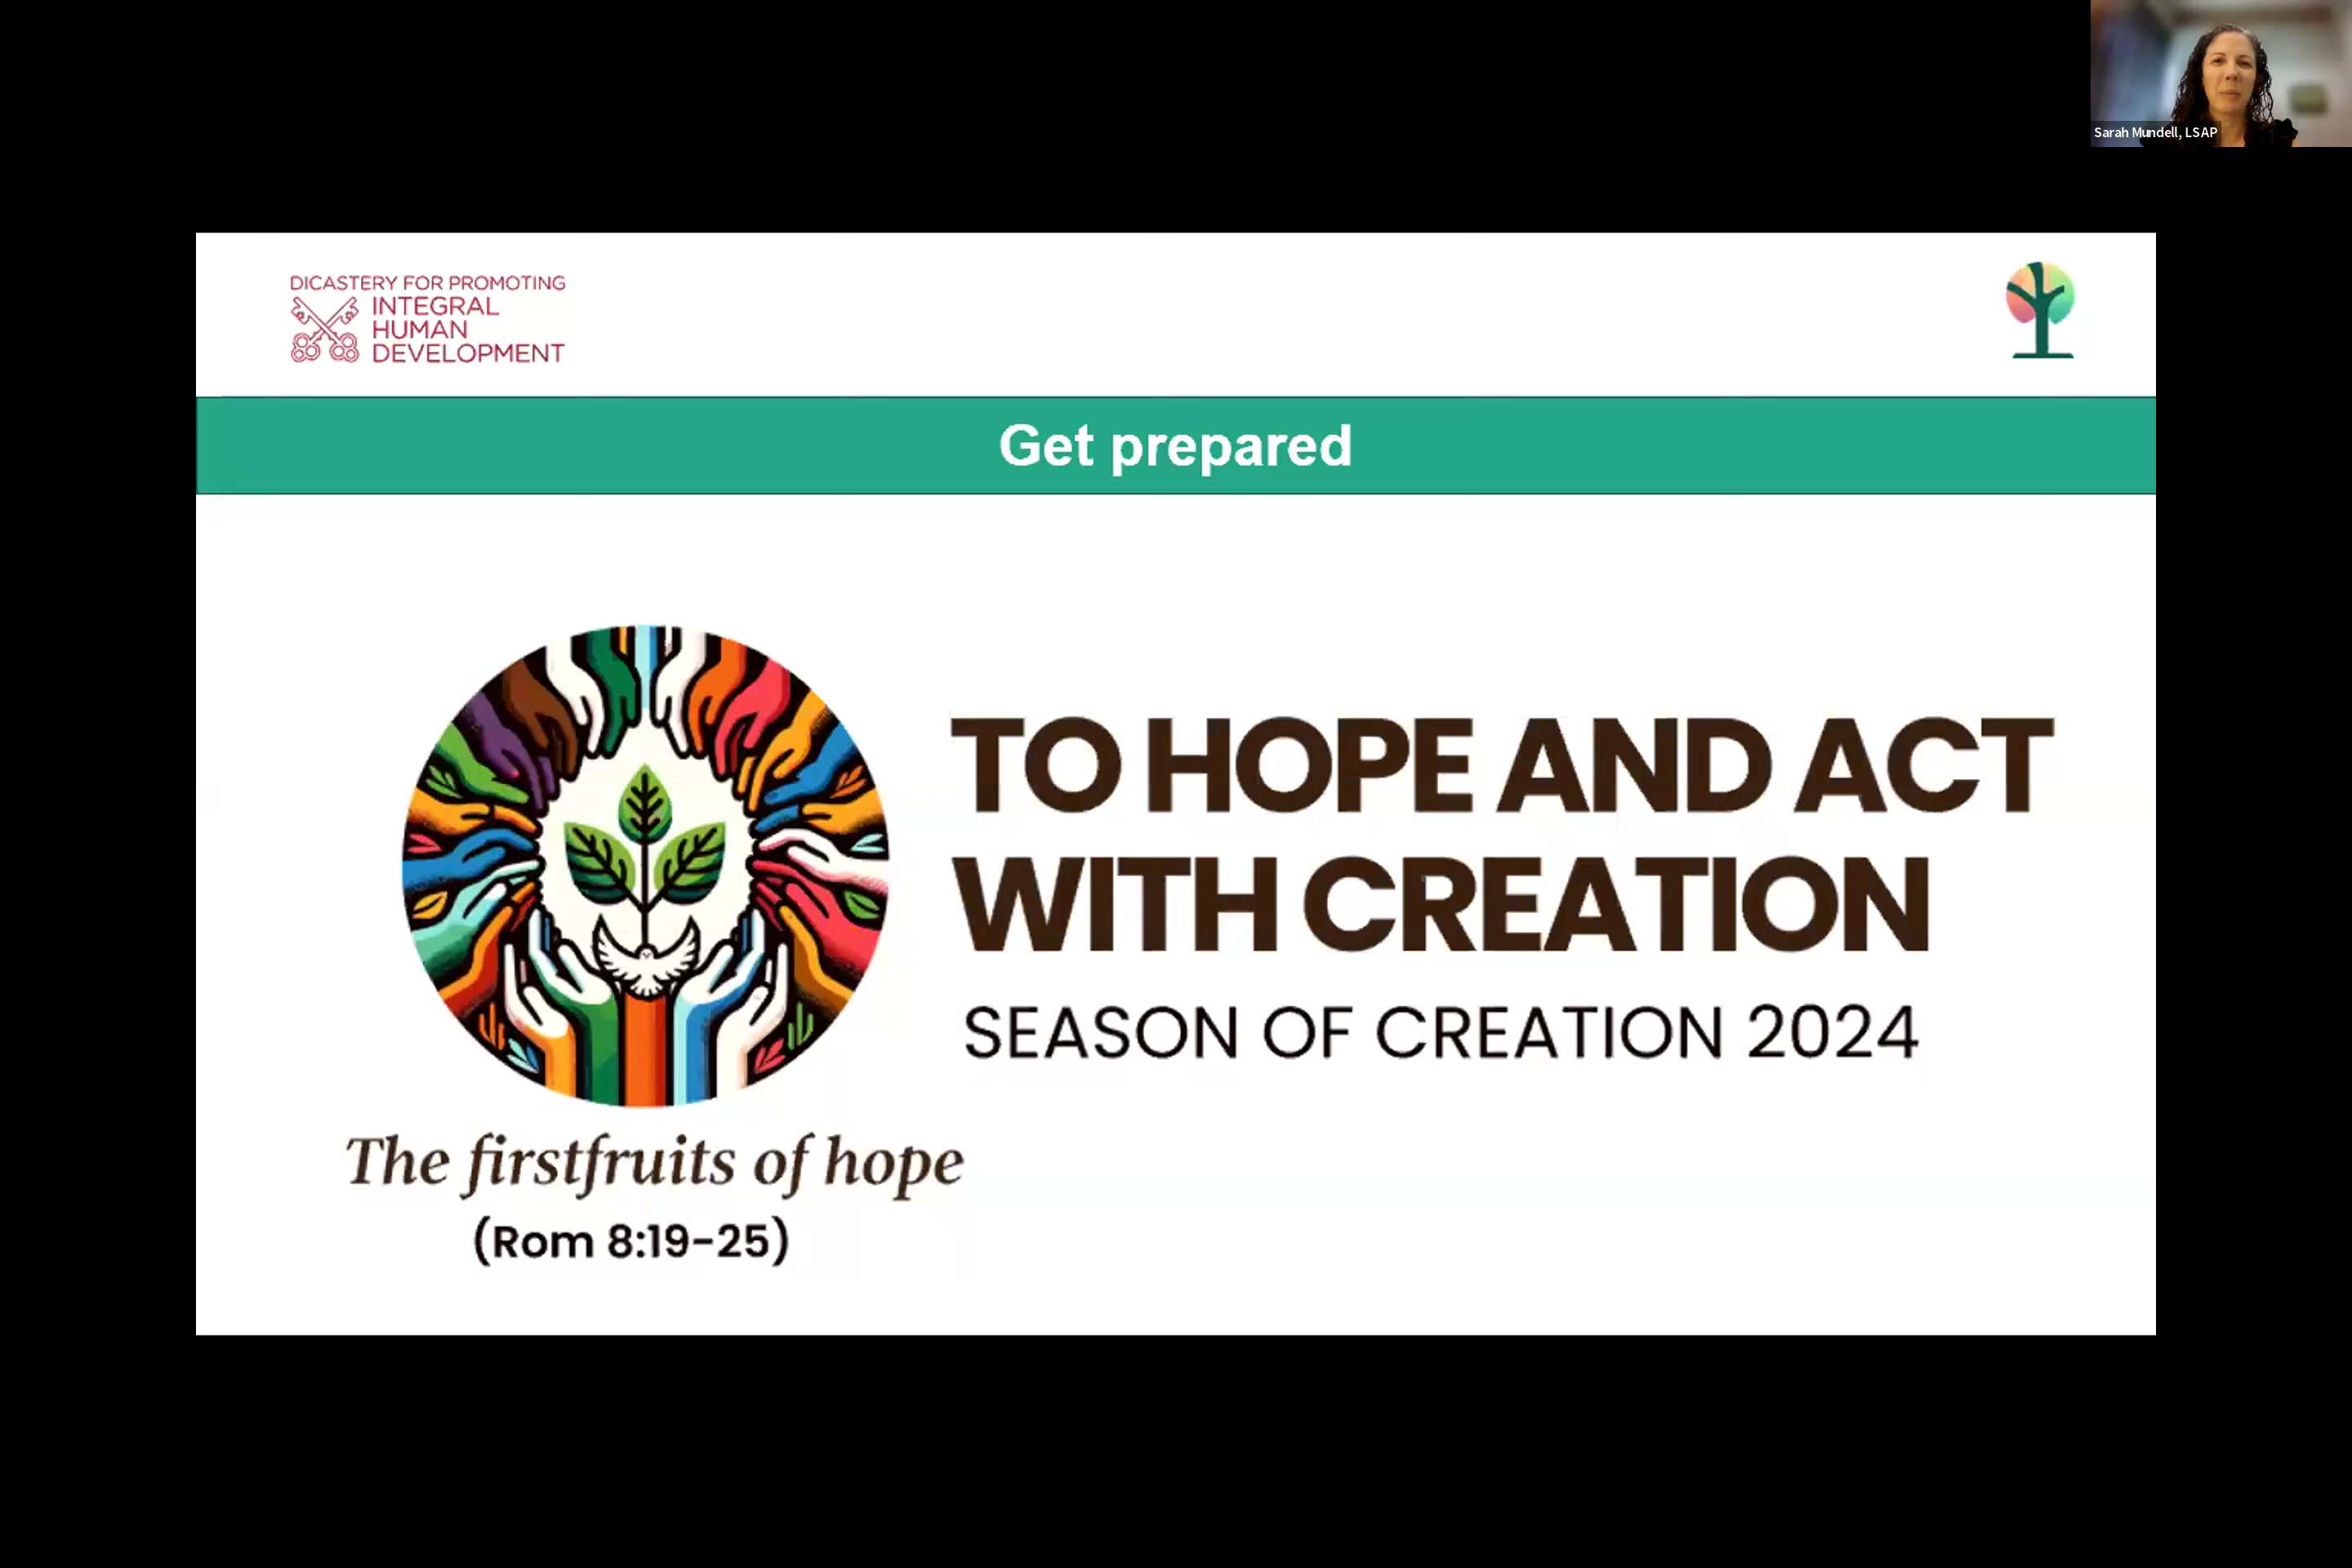 Sarah Mundell, LSAP
DICASTERY FOR PROMOTING
INTEGRAL
HUMAN
DEVELOPMENT
Get prepared
TO HOPE AND ACT
WITH CREATION
SEASON OF CREATION 2024
The firstfruits of hope
(Rom 8:19-25)